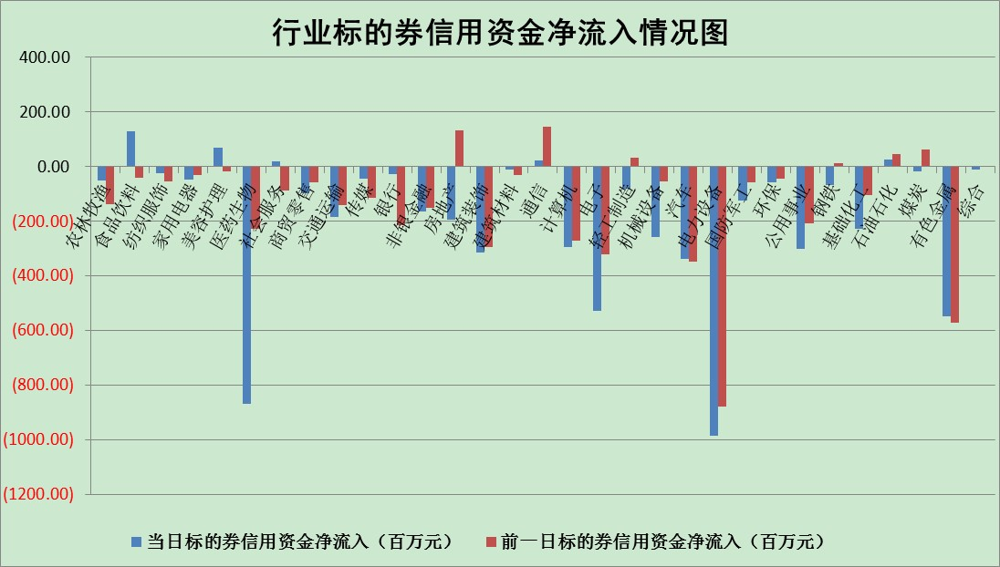 行业标的券信用资金净流入情况图
400.00
200.00
0.00
(200.00)
(400.00)
(600.00)
(800.00)
(1000.00)
(1200.00)
农林牧渔
食品饮料
纺织服饰
家用电器
美容护理
医药生物
社会服务
商贸零售
交通运输
传媒
银行
非银金融
房地产
建筑装饰
建筑材料
通信
计算机
电子
轻工制造
机械设备
汽车
电力设备
国防军工
环保
公用事业
钢铁
基础化工
石油石化
煤炭
有色金属
综合
当日标的券信用资金净流入（百万元）
前一日标的券信用资金净流入（百万元）